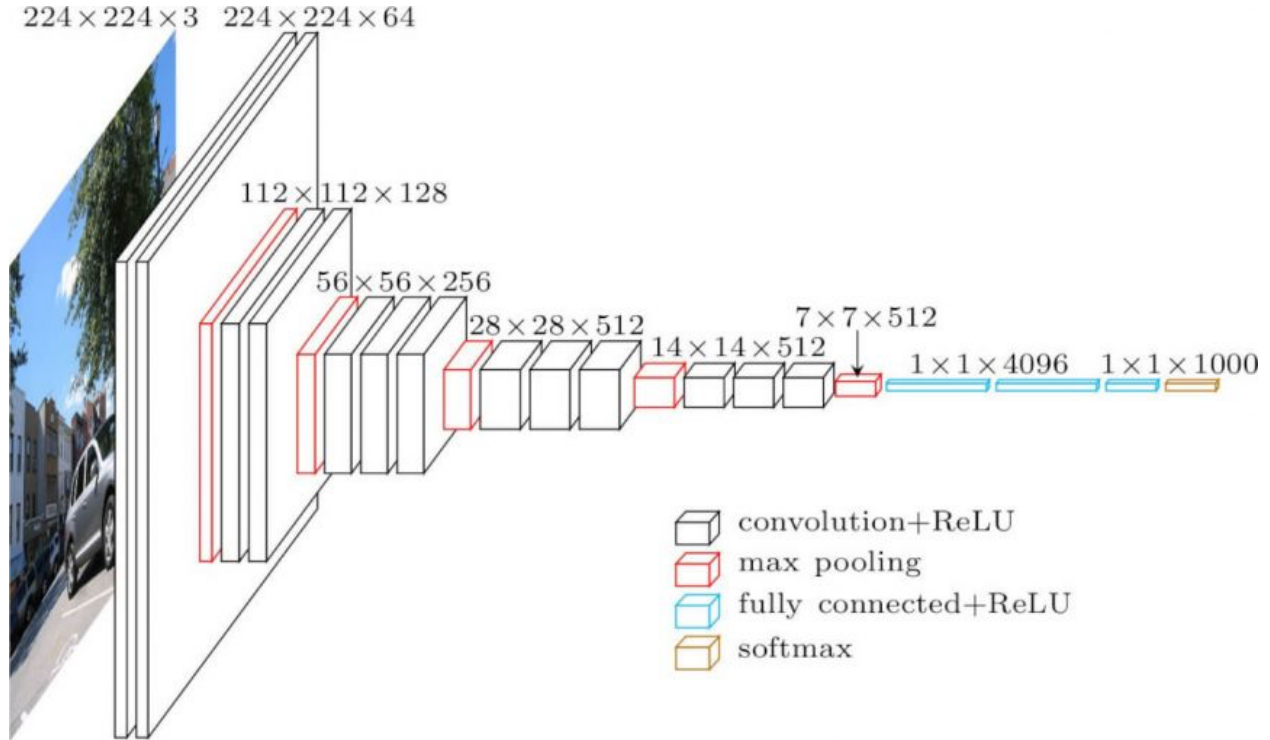 224×224×3
224×224×64
112×112×128
56×56×256
28×28×512
14×14×512
7×7×512
1×1×4096
1×1×1000
convolution+ReLU
max pooling
fully connected+ReLU
softmax